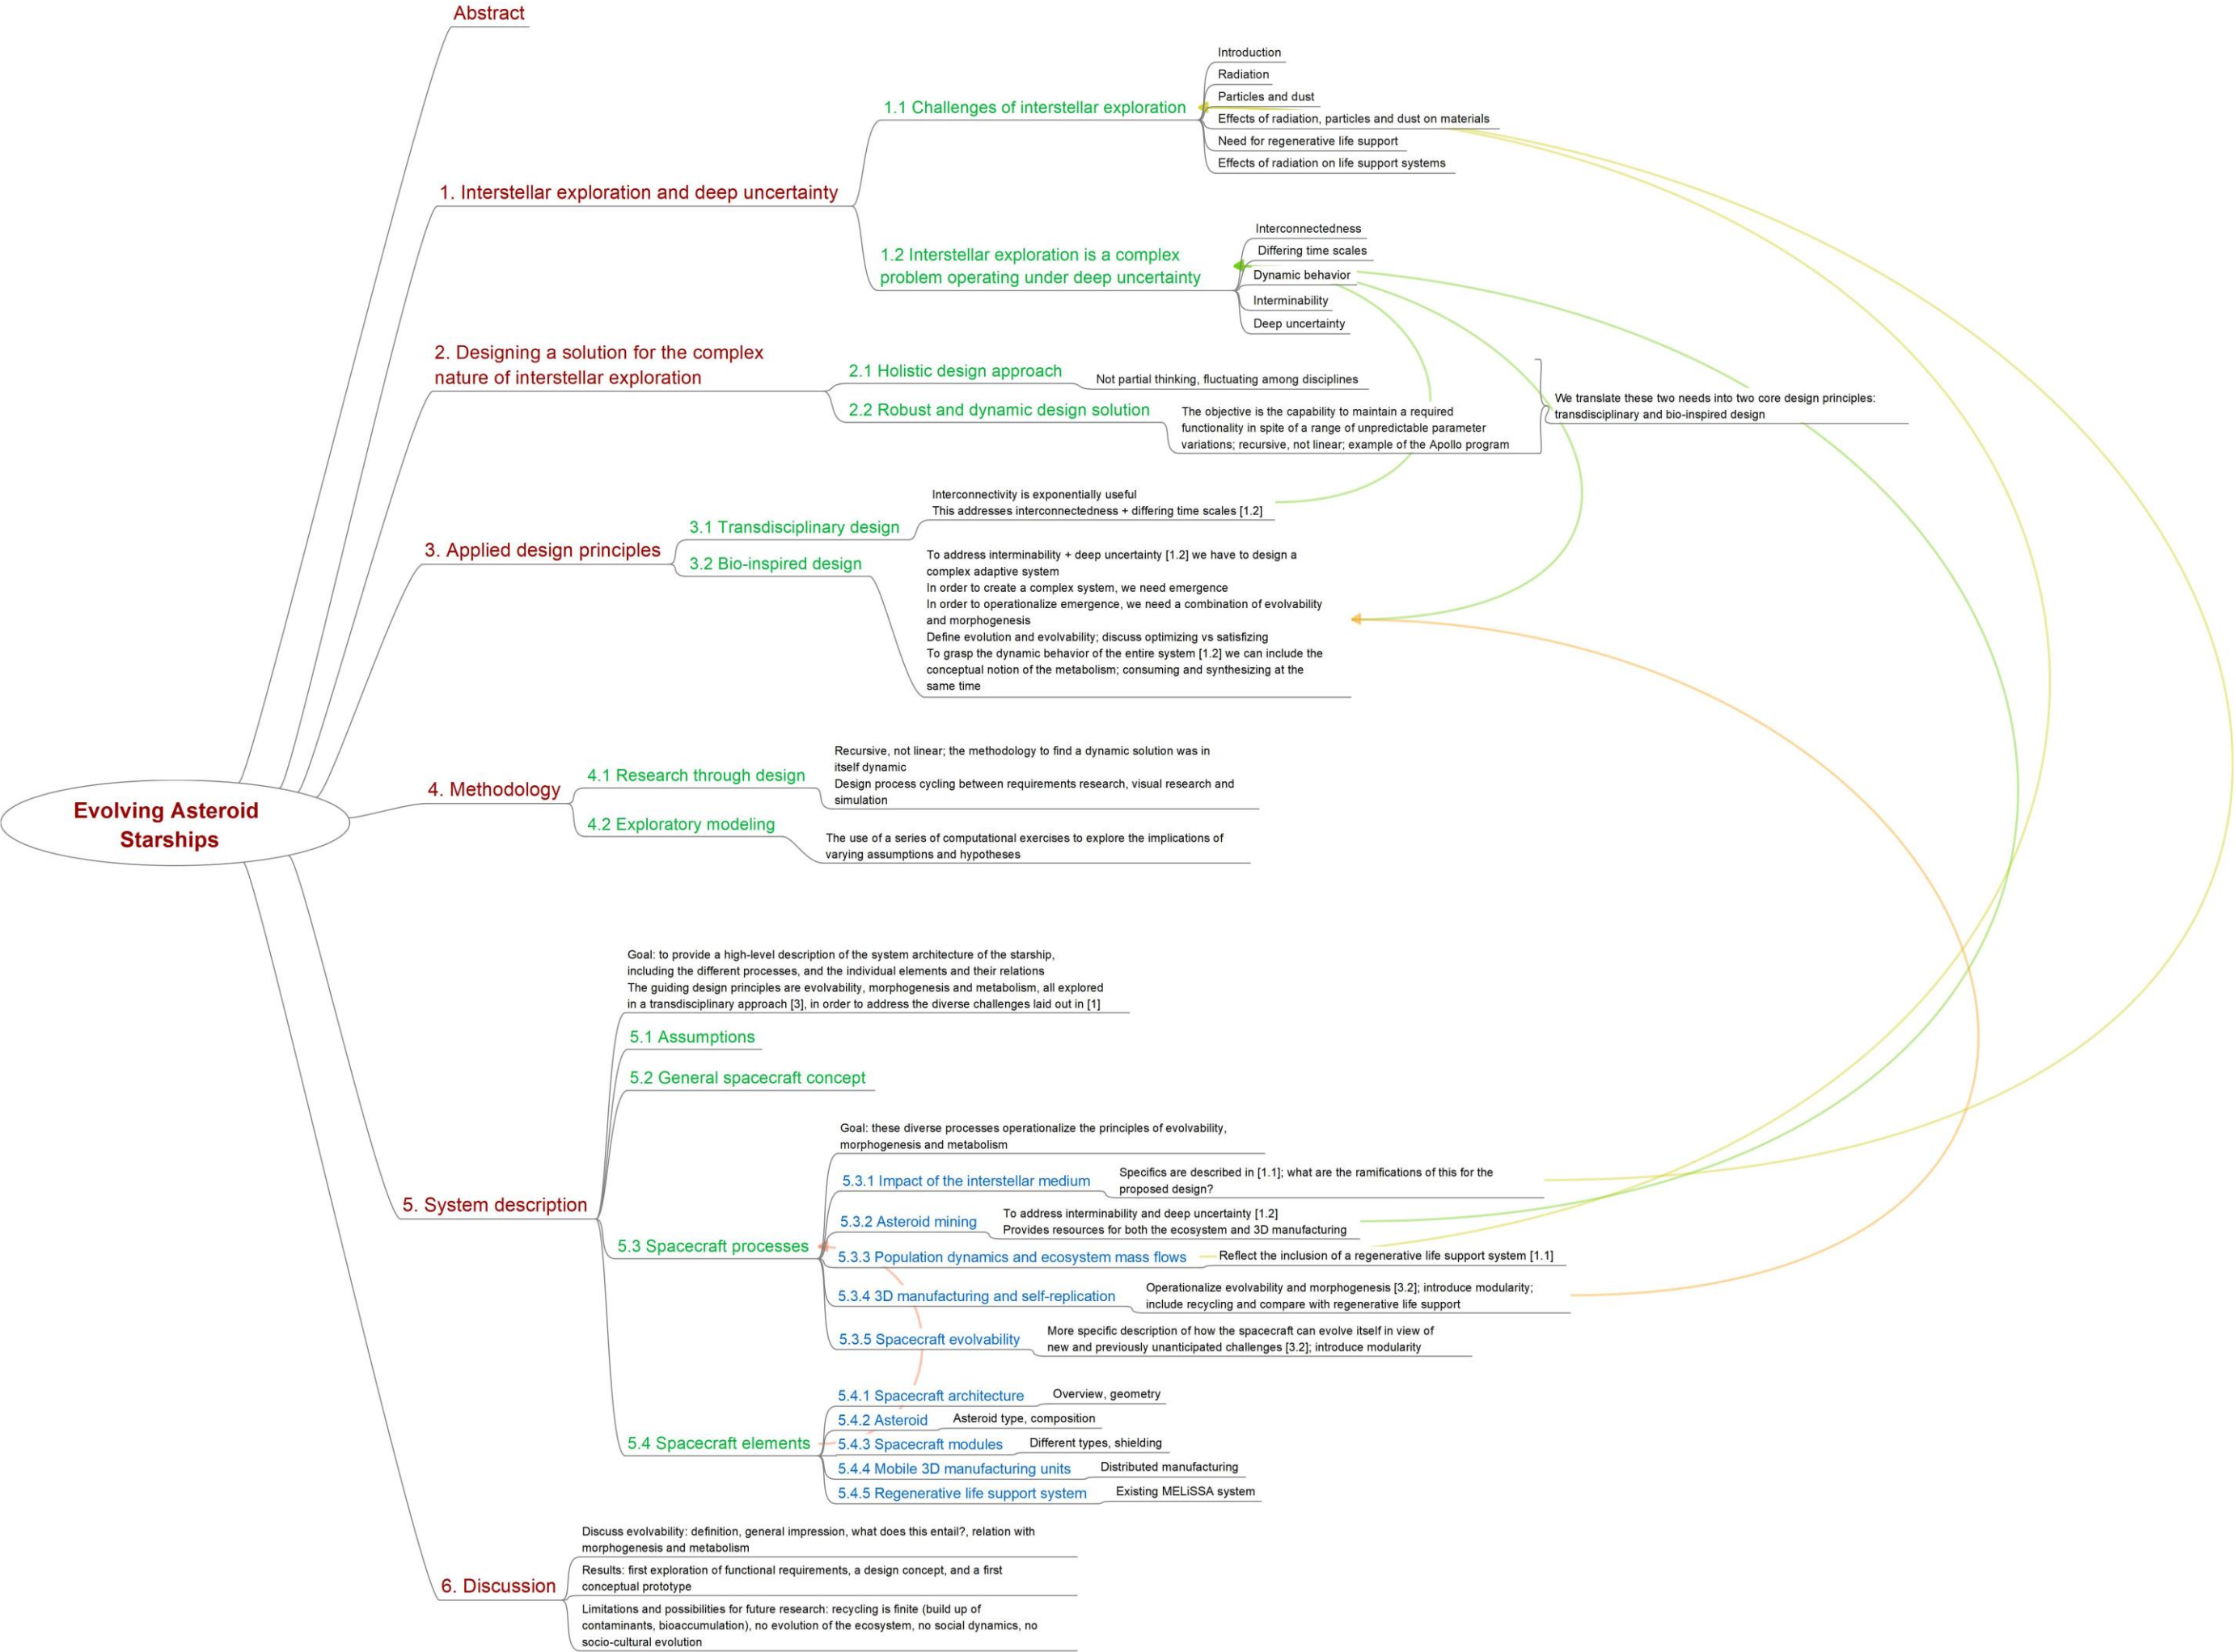 Abstract
Introduction
Radiation
Particles and dust
1.1 Challenges of interstellar exploration
Effects of radiation, particles and dust on materials
Need for regenerative life support
Effects of radiation on life support systems
1. Interstellar exploration and deep uncertainty
Interconnectedness
Differing time scales
1.2 Interstellar exploration is a complex
problem operating under deep uncertainty
Dynamic behavior
Interminability
Deep uncertainty
2. Designing a solution for the complex
nature of interstellar exploration
2.1 Holistic design approach
Not partial thinking, fluctuating among disciplines
2.2 Robust and dynamic design solution
The objective is the capability to maintain a required
functionality in spite of a range of unpredictable parameter
variations; recursive, not linear; example of the Apollo program
We translate these two needs into two core design principles:
transdisciplinary and bio-inspired design
3. Applied design principles
3.1 Transdisciplinary design
Interconnectivity is exponentially useful
This addresses interconnectedness + differing time scales [1.2]
3.2 Bio-inspired design
To address interminability + deep uncertainty [1.2] we have to design a
complex adaptive system
In order to create a complex system, we need emergence
In order to operationalize emergence, we need a combination of evolvability
and morphogenesis
Define evolution and evolvability; discuss optimizing vs satisfizing
To grasp the dynamic behavior of the entire system [1.2] we can include the
conceptual notion of the metabolism; consuming and synthesizing at the
same time
Evolving Asteroid
Starships
4. Methodology
4.1 Research through design
Recursive, not linear; the methodology to find a dynamic solution was in
itself dynamic
Design process cycling between requirements research, visual research and
simulation
4.2 Exploratory modeling
The use of a series of computational exercises to explore the implications of
varying assumptions and hypotheses
5. System description
Goal: to provide a high-level description of the system architecture of the starship,
including the different processes, and the individual elements and their relations
The guiding design principles are evolvability, morphogenesis and metabolism, all explored
in a transdisciplinary approach [3], in order to address the diverse challenges laid out in [1]
5.1 Assumptions
5.2 General spacecraft concept
5.3 Spacecraft processes
Goal: these diverse processes operationalize the principles of evolvability,
morphogenesis and metabolism
5.3.1 Impact of the interstellar medium
Specifics are described in [1.1]; what are the ramifications of this for the
proposed design?
5.3.2 Asteroid mining
To address interminability and deep uncertainty [1.2]
Provides resources for both the ecosystem and 3D manufacturing
5.3.3 Population dynamics and ecosystem mass flows
Reflect the inclusion of a regenerative life support system [1.1]
5.3.4 3D manufacturing and self-replication
Operationalize evolvability and morphogenesis [3.2]; introduce modularity;
include recycling and compare with regenerative life support
5.3.5 Spacecraft evolvability
More specific description of how the spacecraft can evolve itself in view of
new and previously unanticipated challenges [3.2]; introduce modularity
5.4 Spacecraft elements
5.4.1 Spacecraft architecture
Overview, geometry
5.4.2 Asteroid
Asteroid type, composition
5.4.3 Spacecraft modules
Different types, shielding
5.4.4 Mobile 3D manufacturing units
Distributed manufacturing
5.4.5 Regenerative life support system
Existing MELiSSA system
6. Discussion
Discuss evolvability: definition, general impression, what does this entail?, relation with
morphogenesis and metabolism
Results: first exploration of functional requirements, a design concept, and a first
conceptual prototype
Limitations and possibilities for future research: recycling is finite (build up of
contaminants, bioaccumulation), no evolution of the ecosystem, no social dynamics, no
socio-cultural evolution